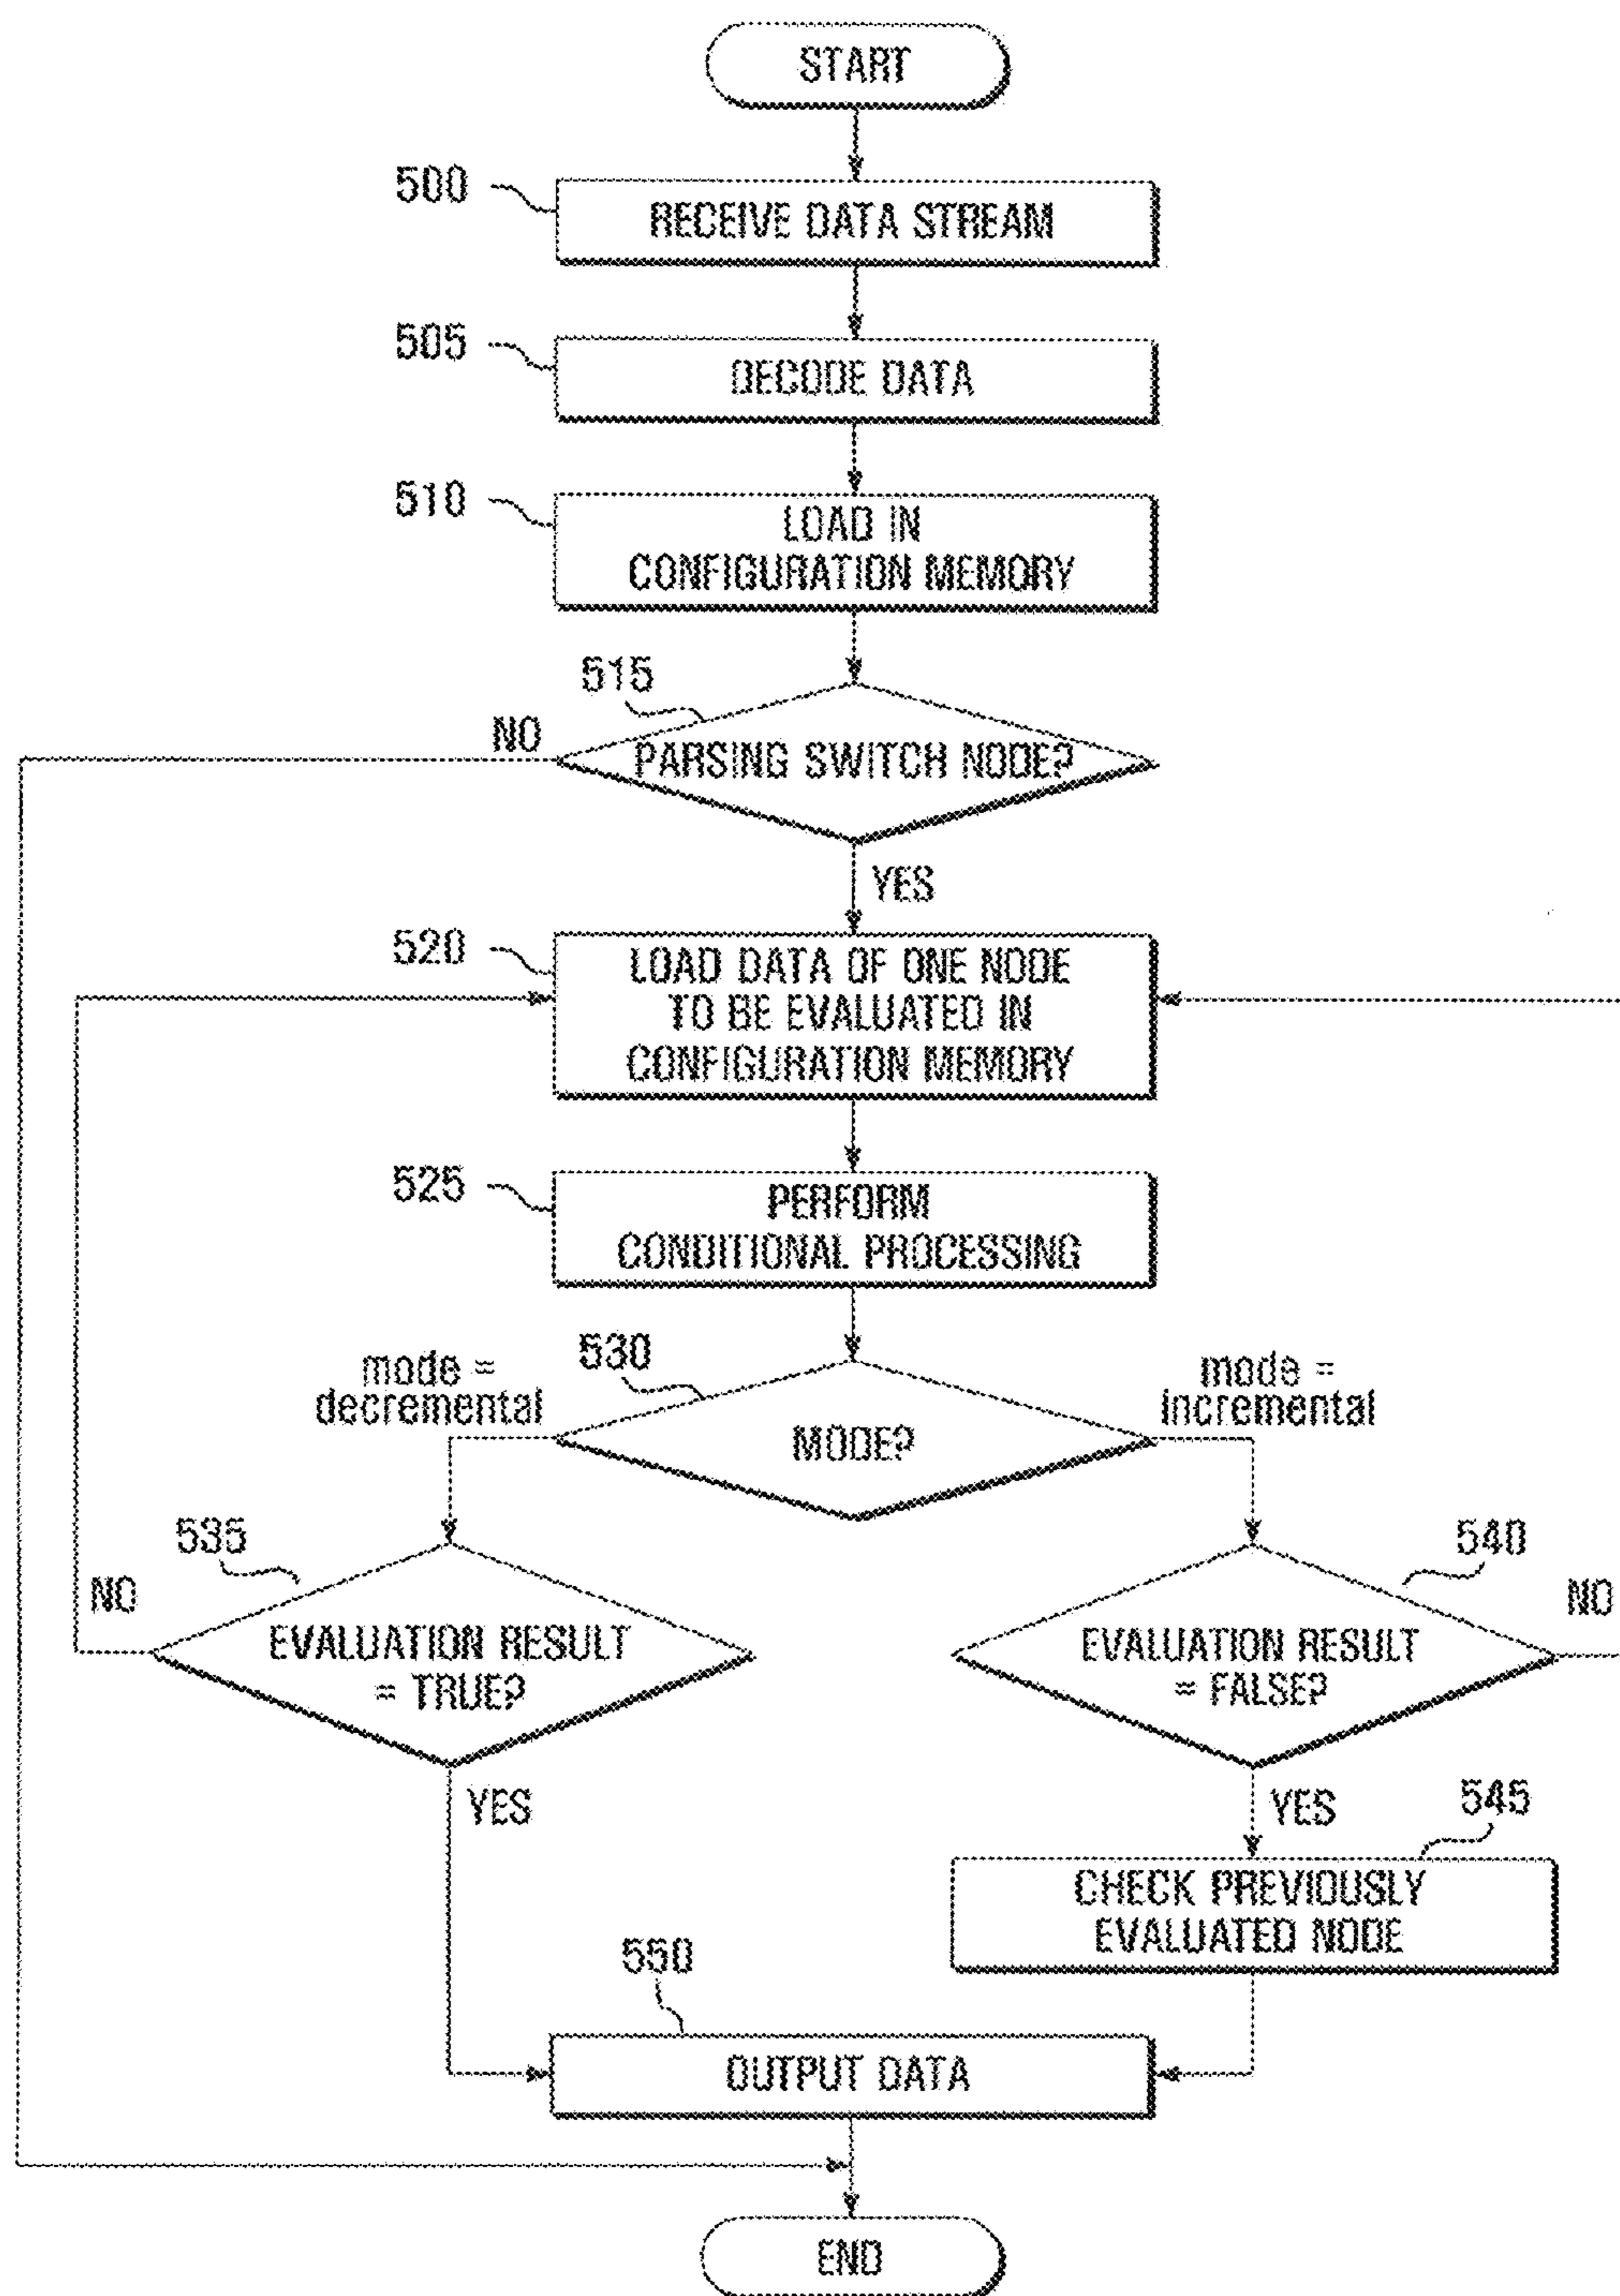 START
500
RECEIVE DATA STREAM
505
DECODE DATA
510
LOAD IN
CONFIGURATION MEMORY
515
NO
PARSING SWITCH NODE?
YES
520
LOAD DATA OF ONE NODE
TO BE EVALUATED IN
CONFIGURATION MEMORY
525
PERFORM
CONDITIONAL PROCESSING
530
mode =
decremental
mode =
incremental
MODE?
535
540
NO
NO
EVALUATION RESULT
= TRUE?
EVALUATION RESULT
= FALSE?
YES
YES
545
CHECK PREVIOUSLY
EVALUATED NODE
550
OUTPUT DATA
END